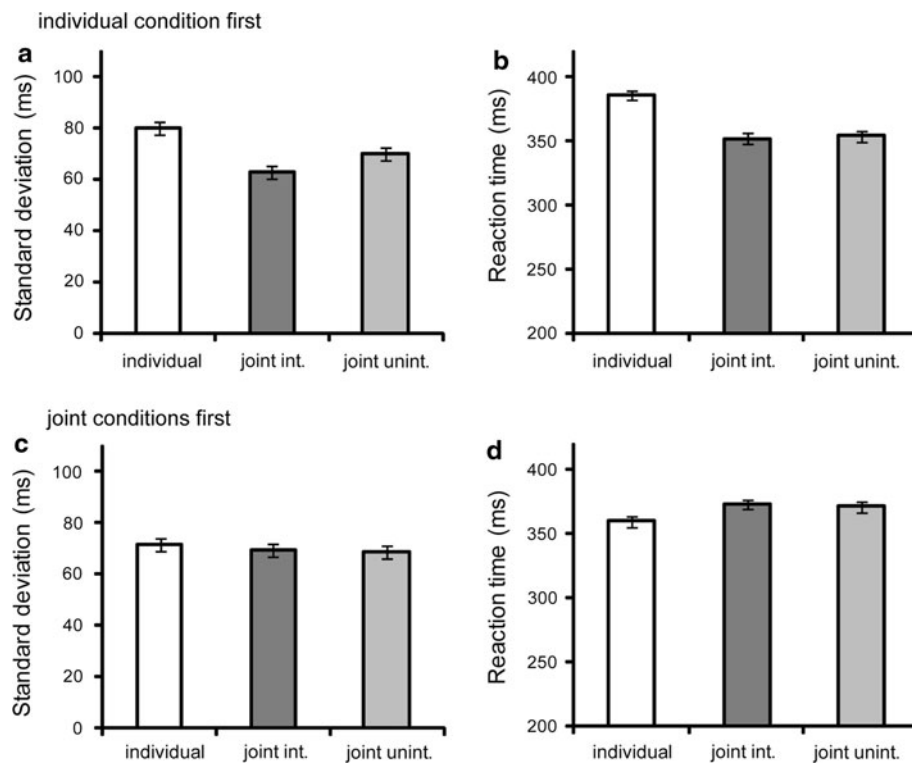 individual condition first
a
Standard deviation (ms)
100
80
60
40
20
0
individual joint int. joint unint.
b
Reaction time (ms)
400
350
300
250
200
individual joint int. joint unint.
joint conditions first
c
Standard deviation (ms)
100
80
60
40
20
0
individual joint int. joint unint.
d
Reaction time (ms)
400
350
300
250
200
individual joint int. joint unint.